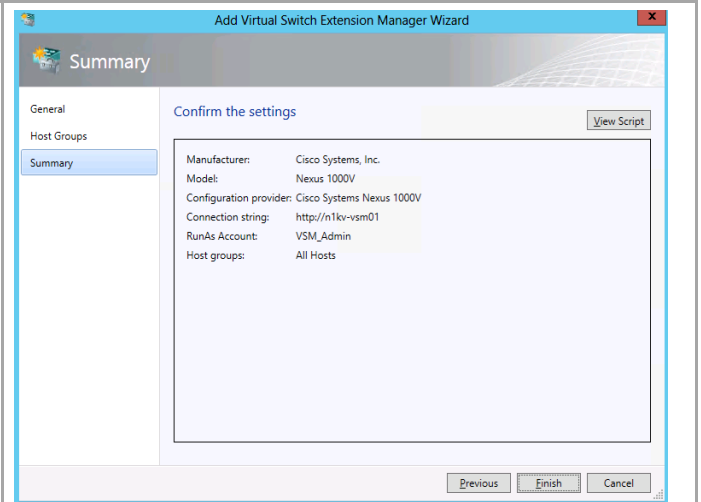 Add Virtual Switch Extension Manager Wizard
x
Summary
General
Host Groups
Summary
Confirm the settings
View Script
Manufacturer: Cisco Systems, Inc.
Model: Nexus 1000V
Configuration provider: Cisco Systems Nexus 1000V
Connection string: http://n1kv-vsm01
RunAs Account: VSM_Admin
Host groups: All Hosts
Previous Finish Cancel